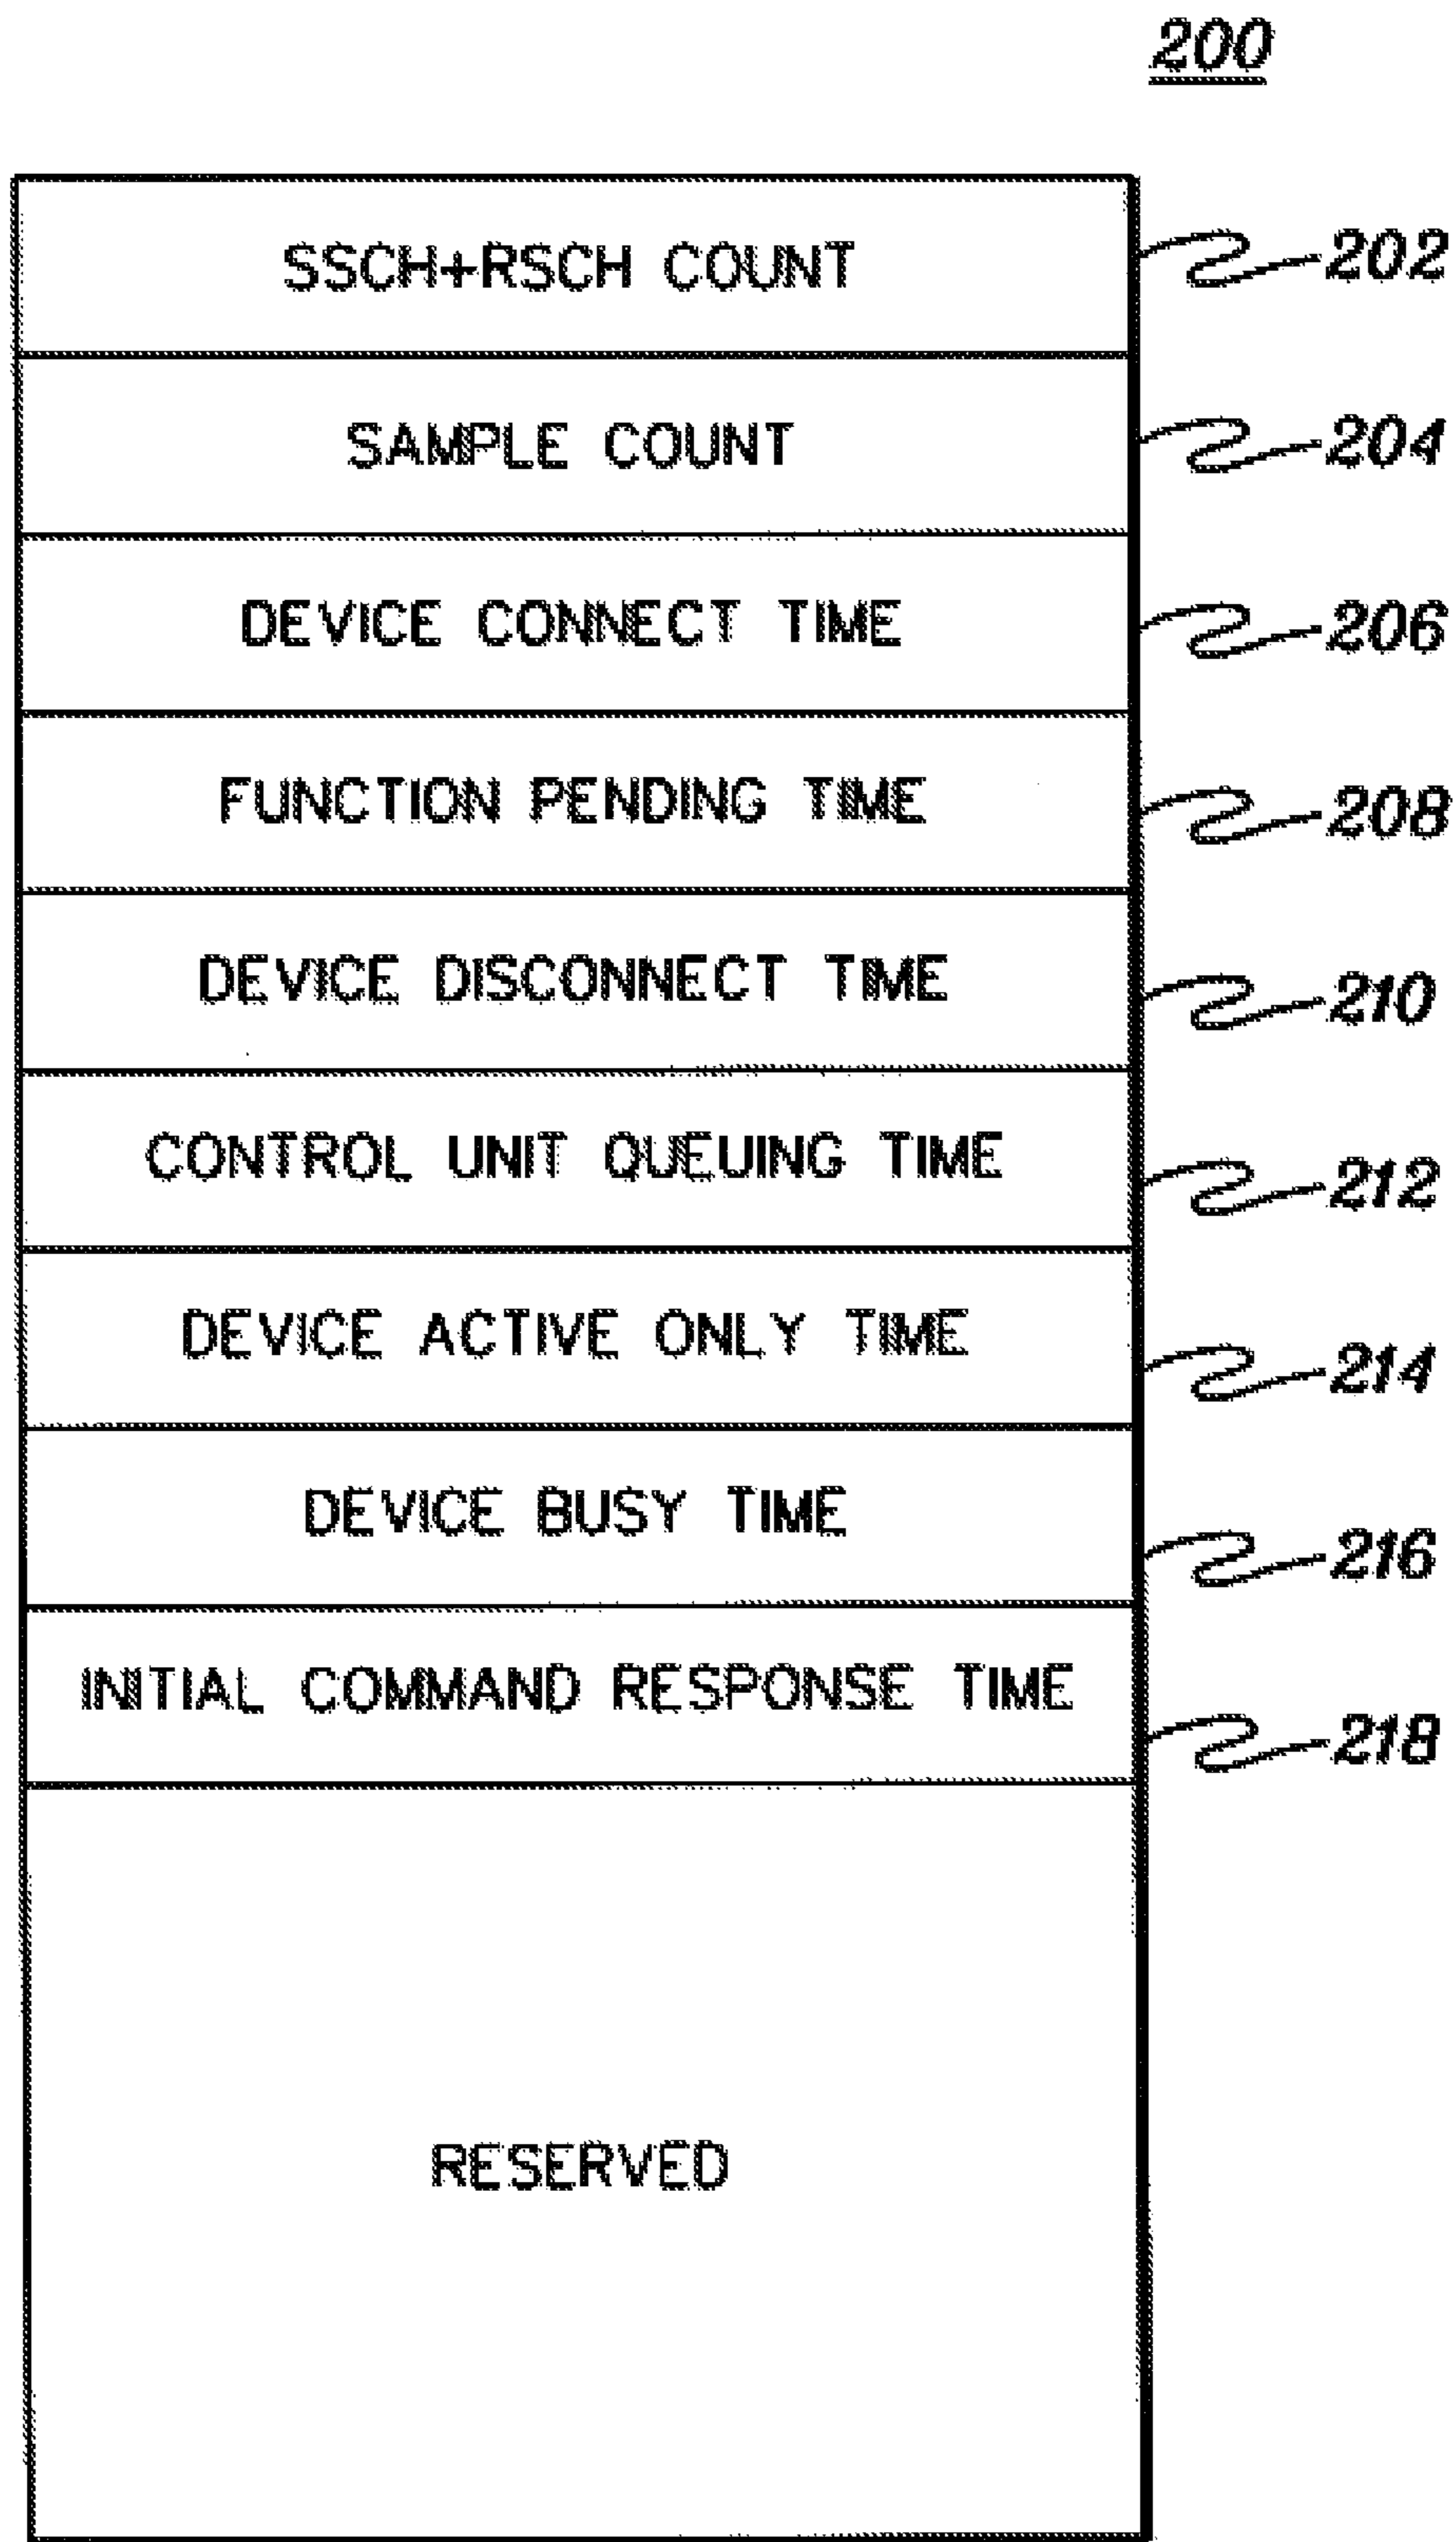 200
SSCH+RSCH COUNT 202
SAMPLE COUNT 204
DEVICE CONNECT TIME 206
FUNCTION PENDING TIME 208
DEVICE DISCONNECT TIME 210
CONTROL UNIT QUEUING TIME 212
DEVICE ACTIVE ONLY TIME 214
DEVICE BUSY TIME 216
INITIAL COMMAND RESPONSE TIME 218
RESERVED